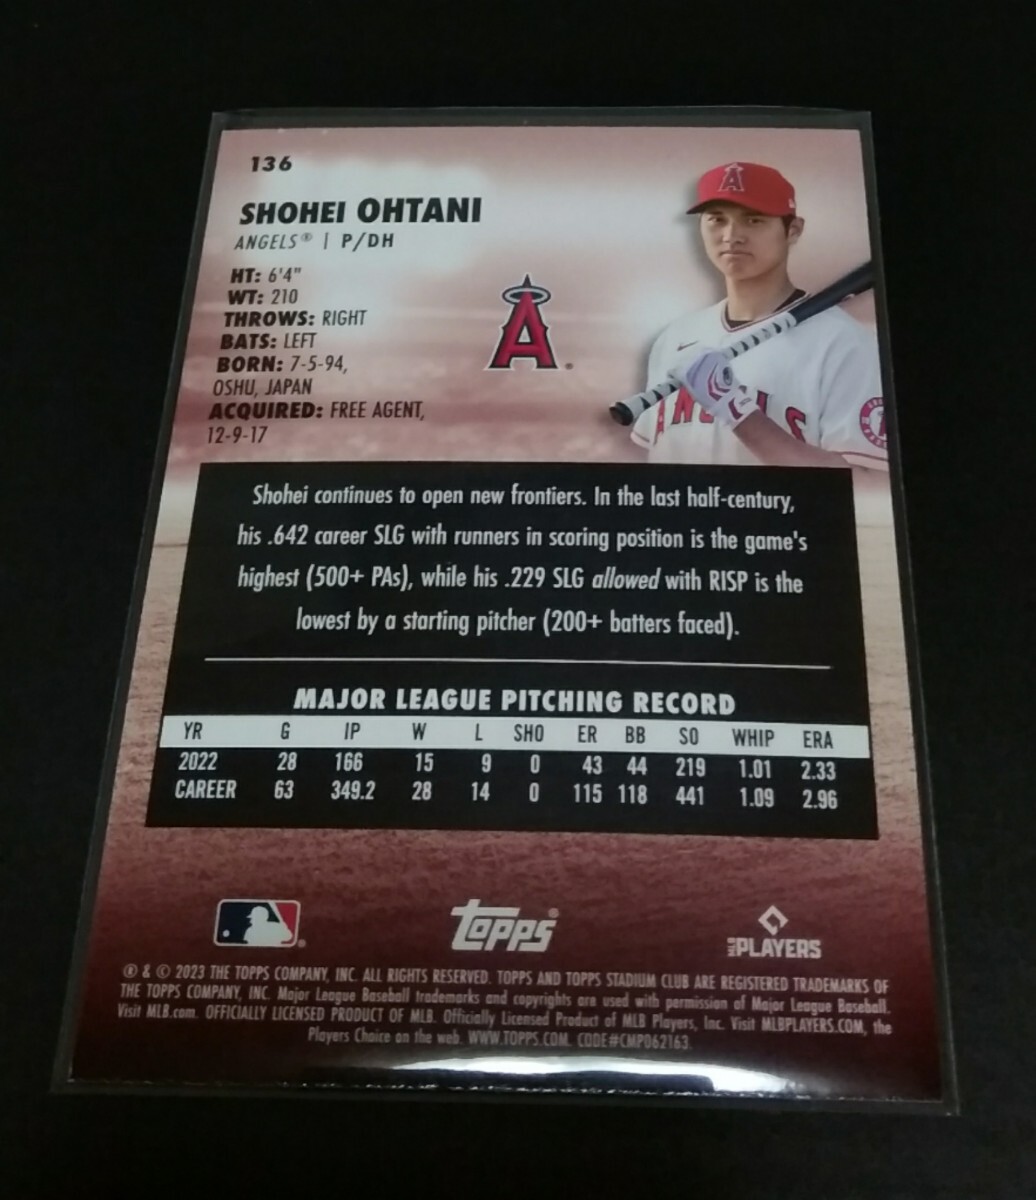 136
SHOHEI OHTANI
ANGELS® | P/DH
HT: 6'4"
WT: 210
THROWS: RIGHT
BATS: LEFT
BORN: 7-5-94,
OSHU, JAPAN
ACQUIRED: FREE AGENT,
12-9-17
A
A
ANGELS
Shohei continues to open new frontiers. In the last half-century,
his .642 career SLG with runners in scoring position is the game's
highest (500+ PAs), while his .229 SLG allowed with RISP is the
lowest by a starting pitcher (200+ batters faced).
MAJOR LEAGUE PITCHING RECORD
YR G IP W L SHO ER BB SO WHIP ERA
2022 28 166 15 9 0 43 44 219 1.01 2.33
CAREER 63 349.2 28 14 0 115 118 441 1.09 2.96
Topps®
MLB PLAYERS
® & © 2023 THE TOPPS COMPANY, INC. ALL RIGHTS RESERVED. TOPPS AND TOPPS STADIUM CLUB ARE REGISTERED TRADEMARKS OF
THE TOPPS COMPANY, INC. Major League Baseball trademarks and copyrights are used with permission of Major League Baseball.
Visit MLB.com. OFFICIALLY LICENSED PRODUCT OF MLB. Officially Licensed Product of MLB Players, Inc. Visit MLBPLAYERS.COM, the
Players Choice on the web. WWW.TOPPS.COM. CODE#CMP062163.